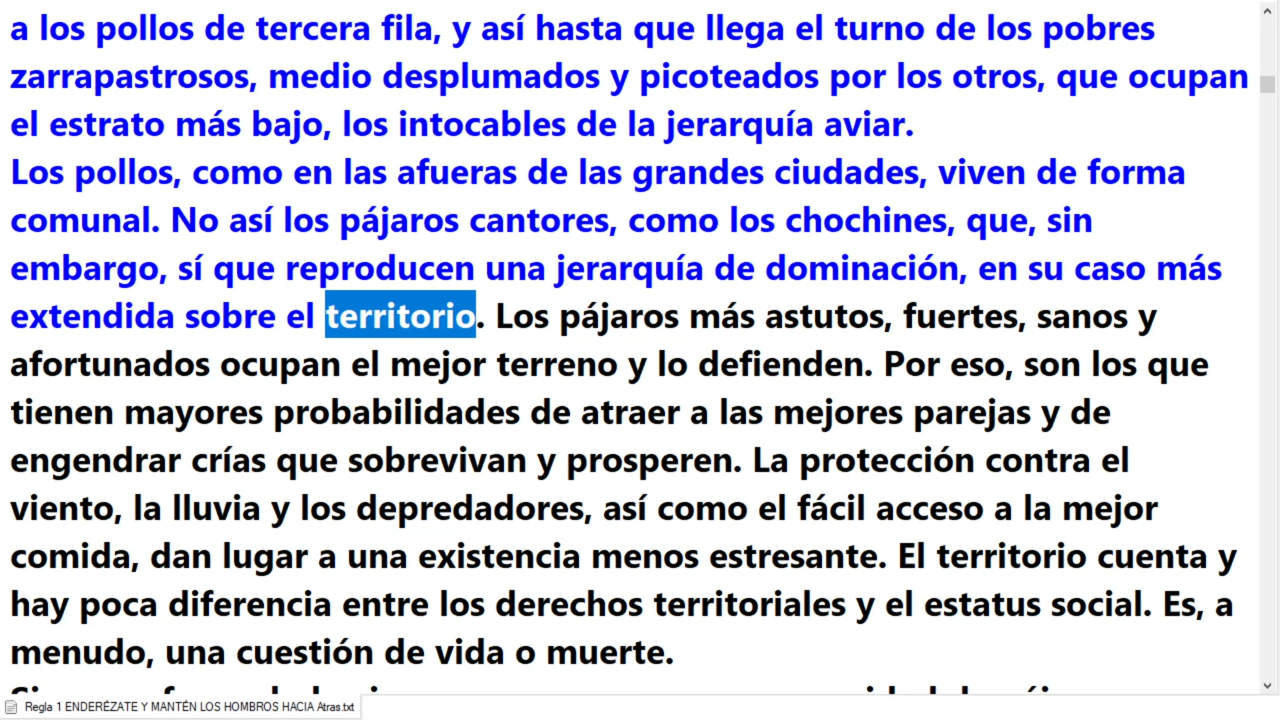 a los pollos de tercera fila, y así hasta que llega el turno de los pobres
zarrapastrosos, medio desplumados y picoteados por los otros, que ocupan
el estrato más bajo, los intocables de la jerarquía aviar.
Los pollos, como en las afueras de las grandes ciudades, viven de forma
comunal. No así los pájaros cantores, como los chochines, que, sin
embargo, sí que reproducen una jerarquía de dominación, en su caso más
extendida sobre el territorio. Los pájaros más astutos, fuertes, sanos y
afortunados ocupan el mejor terreno y lo defienden. Por eso, son los que
tienen mayores probabilidades de atraer a las mejores parejas y de
engendrar crías que sobrevivan y prosperen. La protección contra el
viento, la lluvia y los depredadores, así como el fácil acceso a la mejor
comida, dan lugar a una existencia menos estresante. El territorio cuenta y
hay poca diferencia entre los derechos territoriales y el estatus social. Es, a
menudo, una cuestión de vida o muerte.
Regla 1 ENDERÉZATE Y MANTÉN LOS HOMBROS HACIA Atras.txt